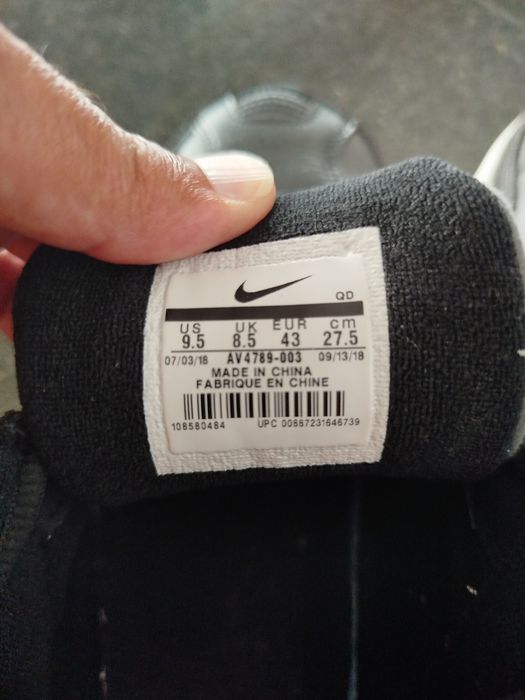 QD
US UK EUR cm
9.5 8.5 43 27.5
07/03/18 AV4789-003 09/13/18
MADE IN CHINA
FABRIQUE EN CHINE
108580484 UPC 00887231646739